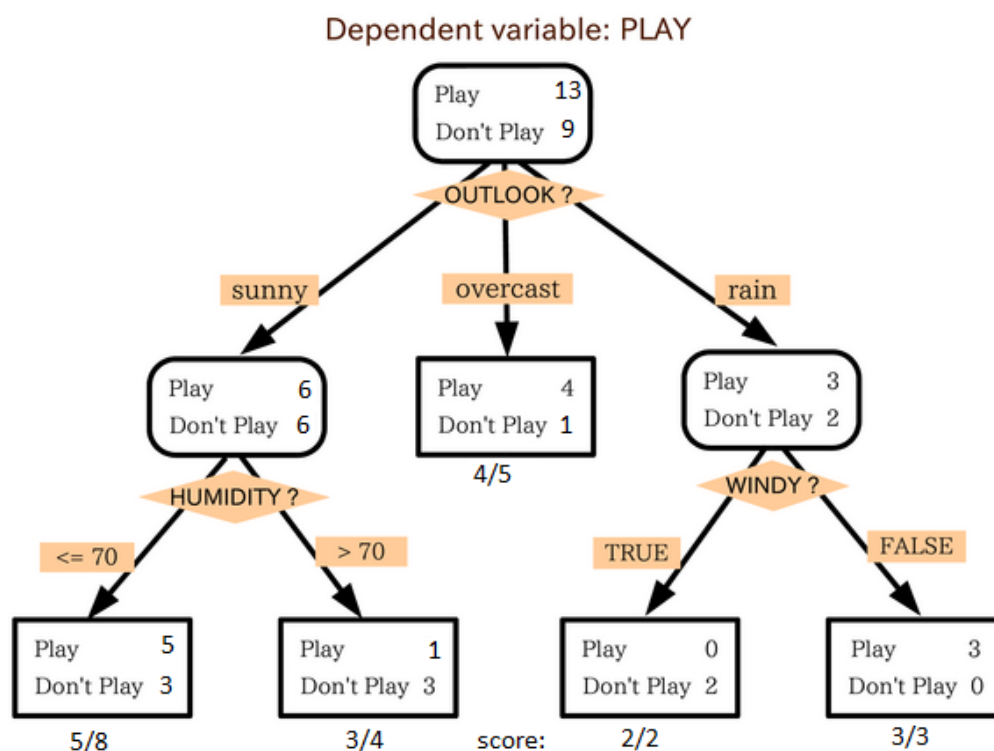 Dependent variable: PLAY
Play 13
Don't Play 9
OUTLOOK ?
sunny
overcast
rain
Play 6
Don't Play 6
Play 4
Don't Play 1
Play 3
Don't Play 2
4/5
HUMIDITY ?
WINDY ?
<= 70
> 70
TRUE
FALSE
Play 5
Don't Play 3
Play 1
Don't Play 3
Play 0
Don't Play 2
Play 3
Don't Play 0
5/8
3/4
score:
2/2
3/3